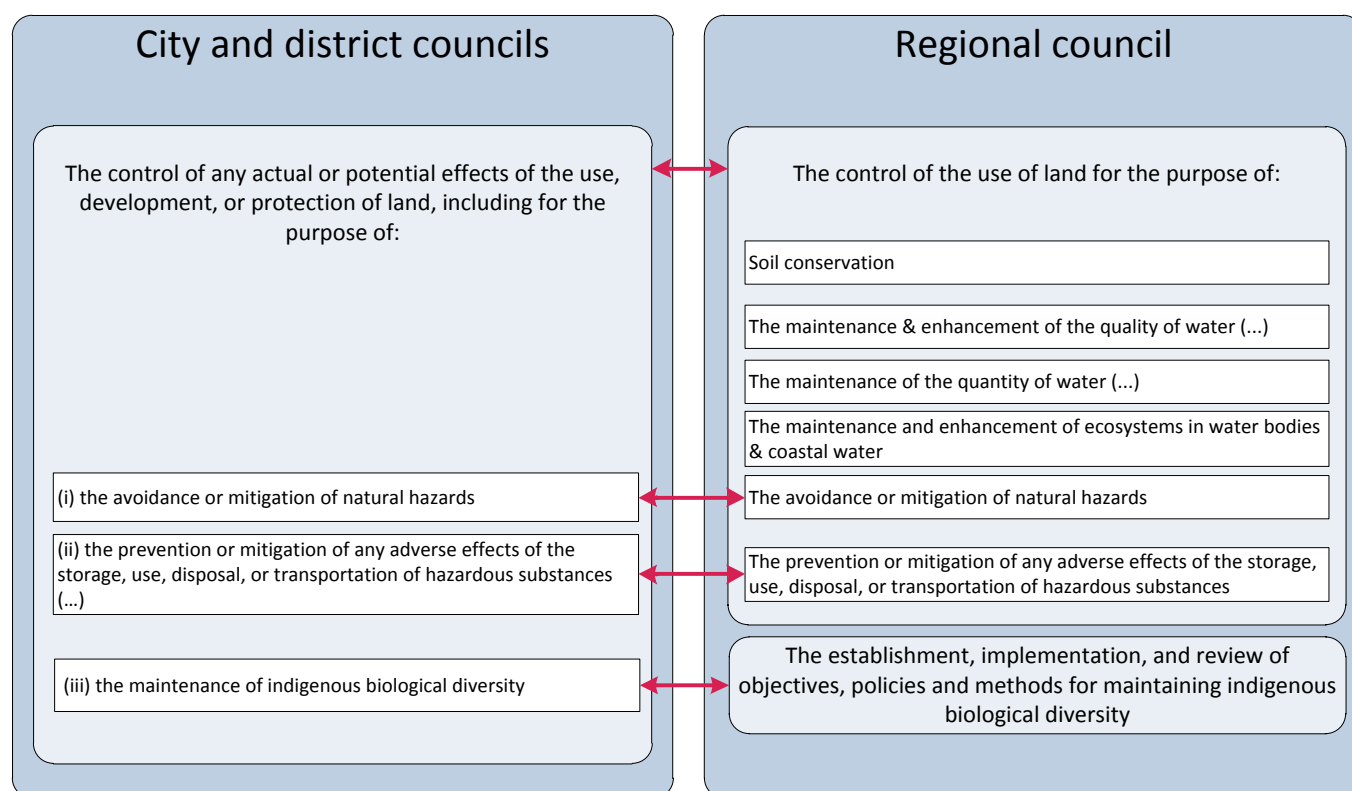 City and district councils
The control of any actual or potential effects of the use,
development, or protection of land, including for the
purpose of:
(i) the avoidance or mitigation of natural hazards
(ii) the prevention or mitigation of any adverse effects of the
storage, use, disposal, or transportation of hazardous substances
(...)
(iii) the maintenance of indigenous biological diversity
Regional council
The control of the use of land for the purpose of:
Soil conservation
The maintenance & enhancement of the quality of water (...)
The maintenance of the quantity of water (...)
The maintenance and enhancement of ecosystems in water bodies
& coastal water
The avoidance or mitigation of natural hazards
The prevention or mitigation of any adverse effects of the storage,
use, disposal, or transportation of hazardous substances
The establishment, implementation, and review of
objectives, policies and methods for maintaining indigenous
biological diversity